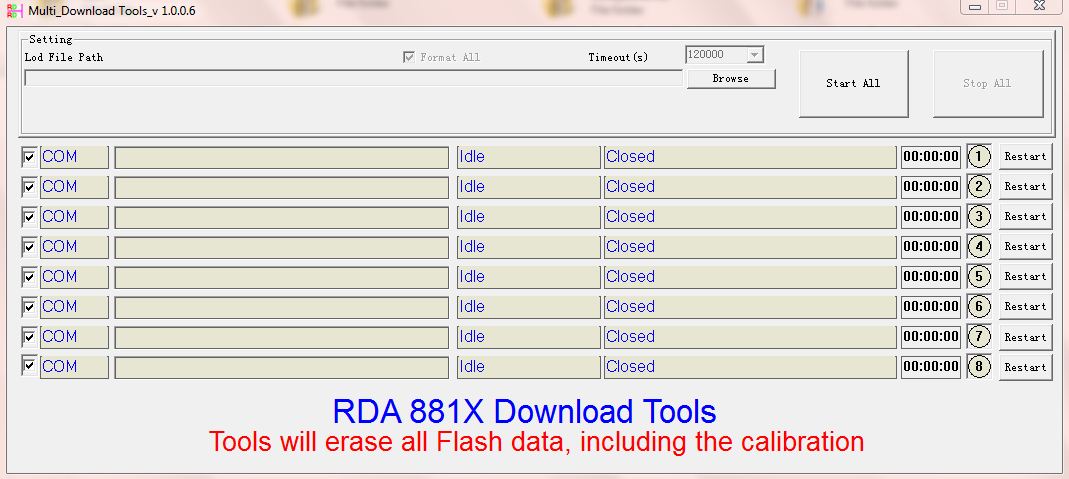 Multi_Download Tools_v 1.0.0.6
Setting
Lod File Path
Format All
Timeout(s)
120000
Browse
Start All
Stop All
COM Idle Closed 00:00:00 1 Restart
COM Idle Closed 00:00:00 2 Restart
COM Idle Closed 00:00:00 3 Restart
COM Idle Closed 00:00:00 4 Restart
COM Idle Closed 00:00:00 5 Restart
COM Idle Closed 00:00:00 6 Restart
COM Idle Closed 00:00:00 7 Restart
COM Idle Closed 00:00:00 8 Restart
RDA 881X Download Tools
Tools will erase all Flash data, including the calibration